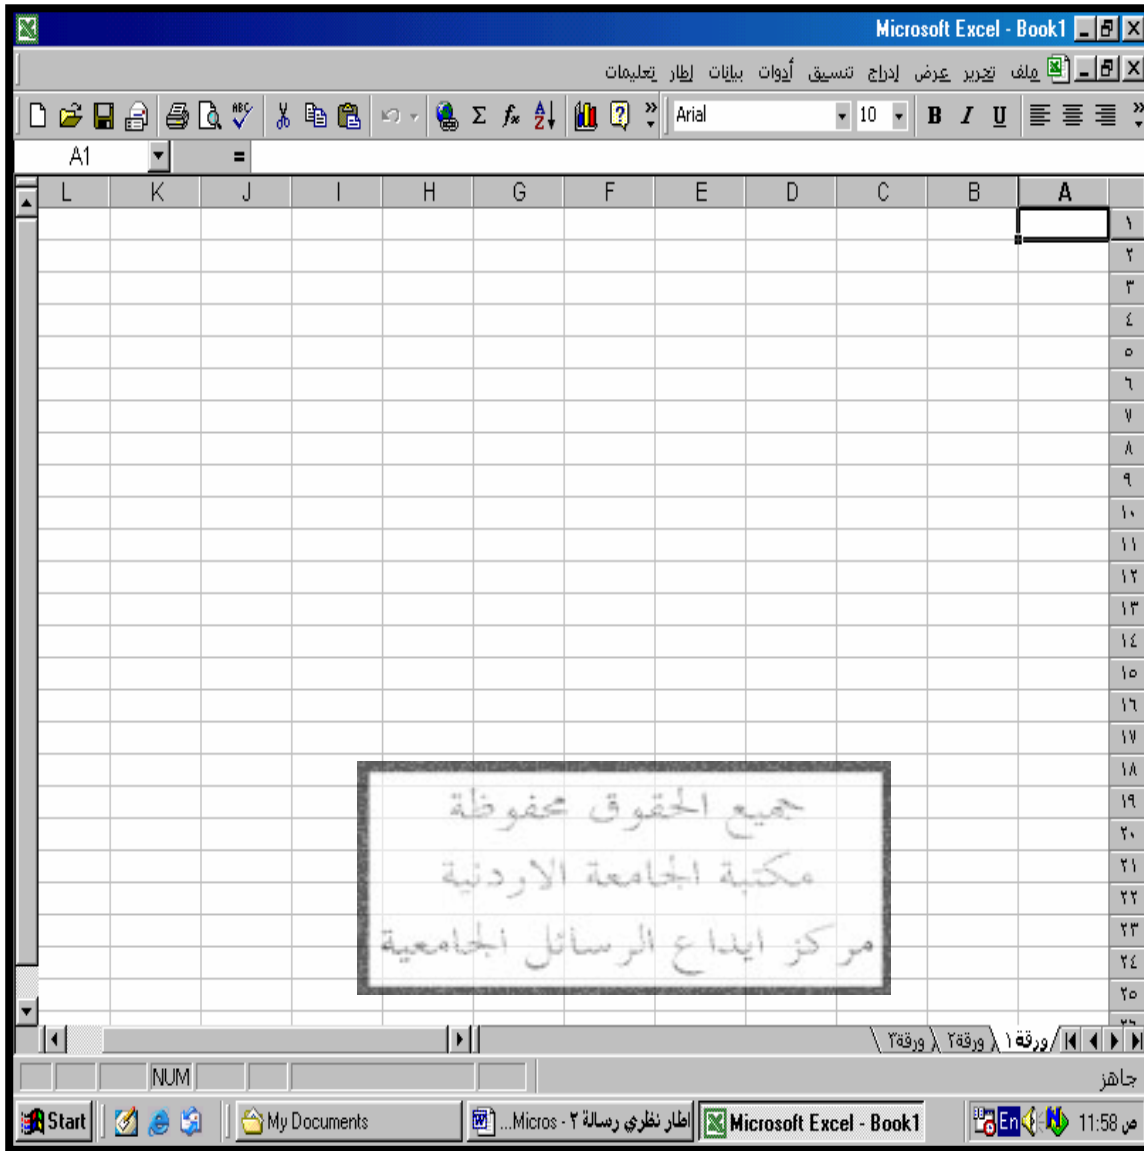 Microsoft Excel - Book1
ملف تحرير عرض إدراج تنسيق أدوات بيانات إطار تعليمات
ABC Σ fx A Z ? » Arial 10 B I U »
A1 =
L K J I H G F E D C B A
١
٢
٣
٤
٥
٦
٧
٨
٩
١٠
١١
١٢
١٣
١٤
١٥
١٦
١٧
١٨
١٩
٢٠
٢١
٢٢
٢٣
٢٤
٢٥
جميع الحقوق محفوظة
مكتبة الجامعة الاردنية
مركز ايداع الرسائل الجامعية
ورقة١ ورقة٢ ورقة٣
جاهز
NUM
Start My Documents اطار نظري رسالة ٢ - Micros... Microsoft Excel - Book1 En 11:58 ص